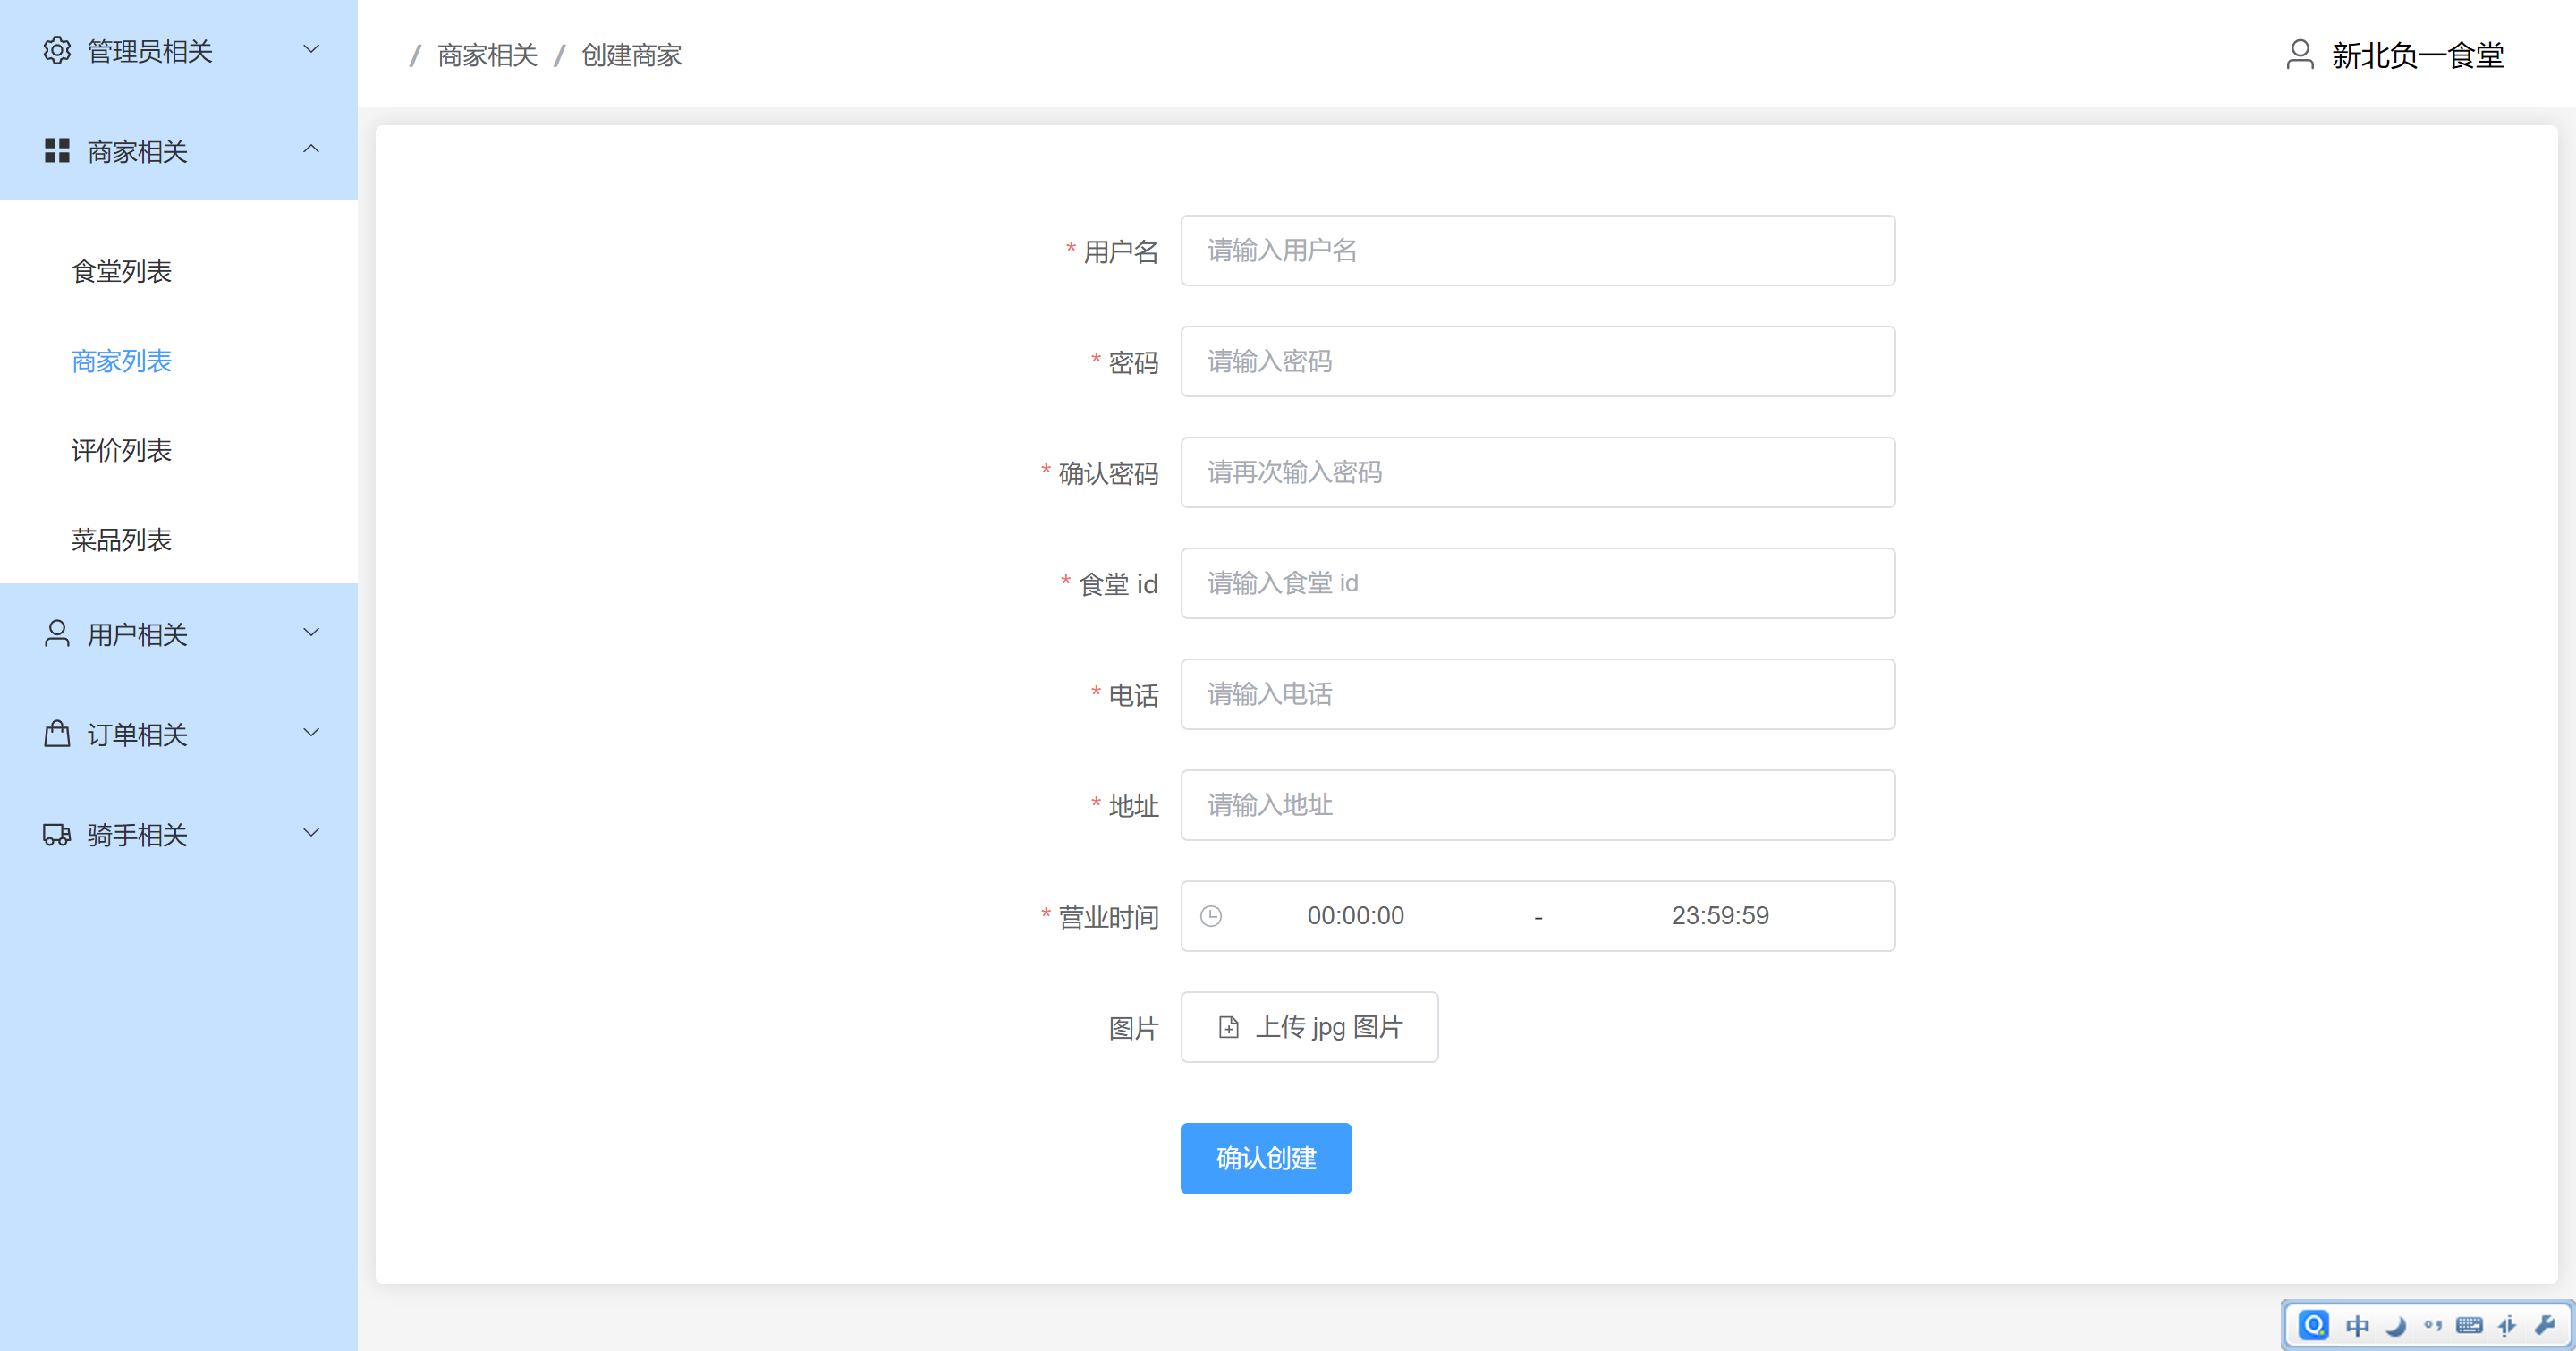 管理员相关
商家相关
食堂列表
商家列表
评价列表
菜品列表
用户相关
订单相关
骑手相关
/ 商家相关 / 创建商家
新北负一食堂
* 用户名 请输入用户名
* 密码 请输入密码
* 确认密码 请再次输入密码
* 食堂 id 请输入食堂 id
* 电话 请输入电话
* 地址 请输入地址
* 营业时间 00:00:00 - 23:59:59
图片 上传 jpg 图片
确认创建
中